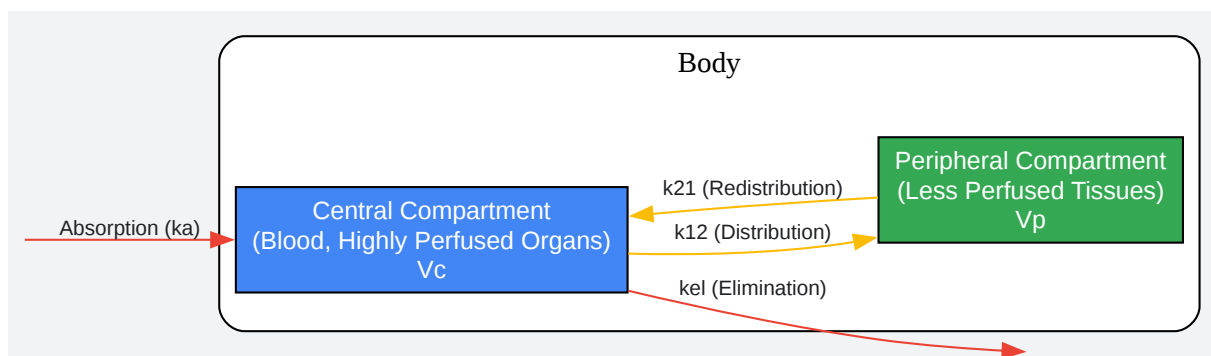 Body
Absorption (ka)
Central Compartment
(Blood, Highly Perfused Organs)
Vc
k21 (Redistribution)
k12 (Distribution)
kel (Elimination)
Peripheral Compartment
(Less Perfused Tissues)
Vp